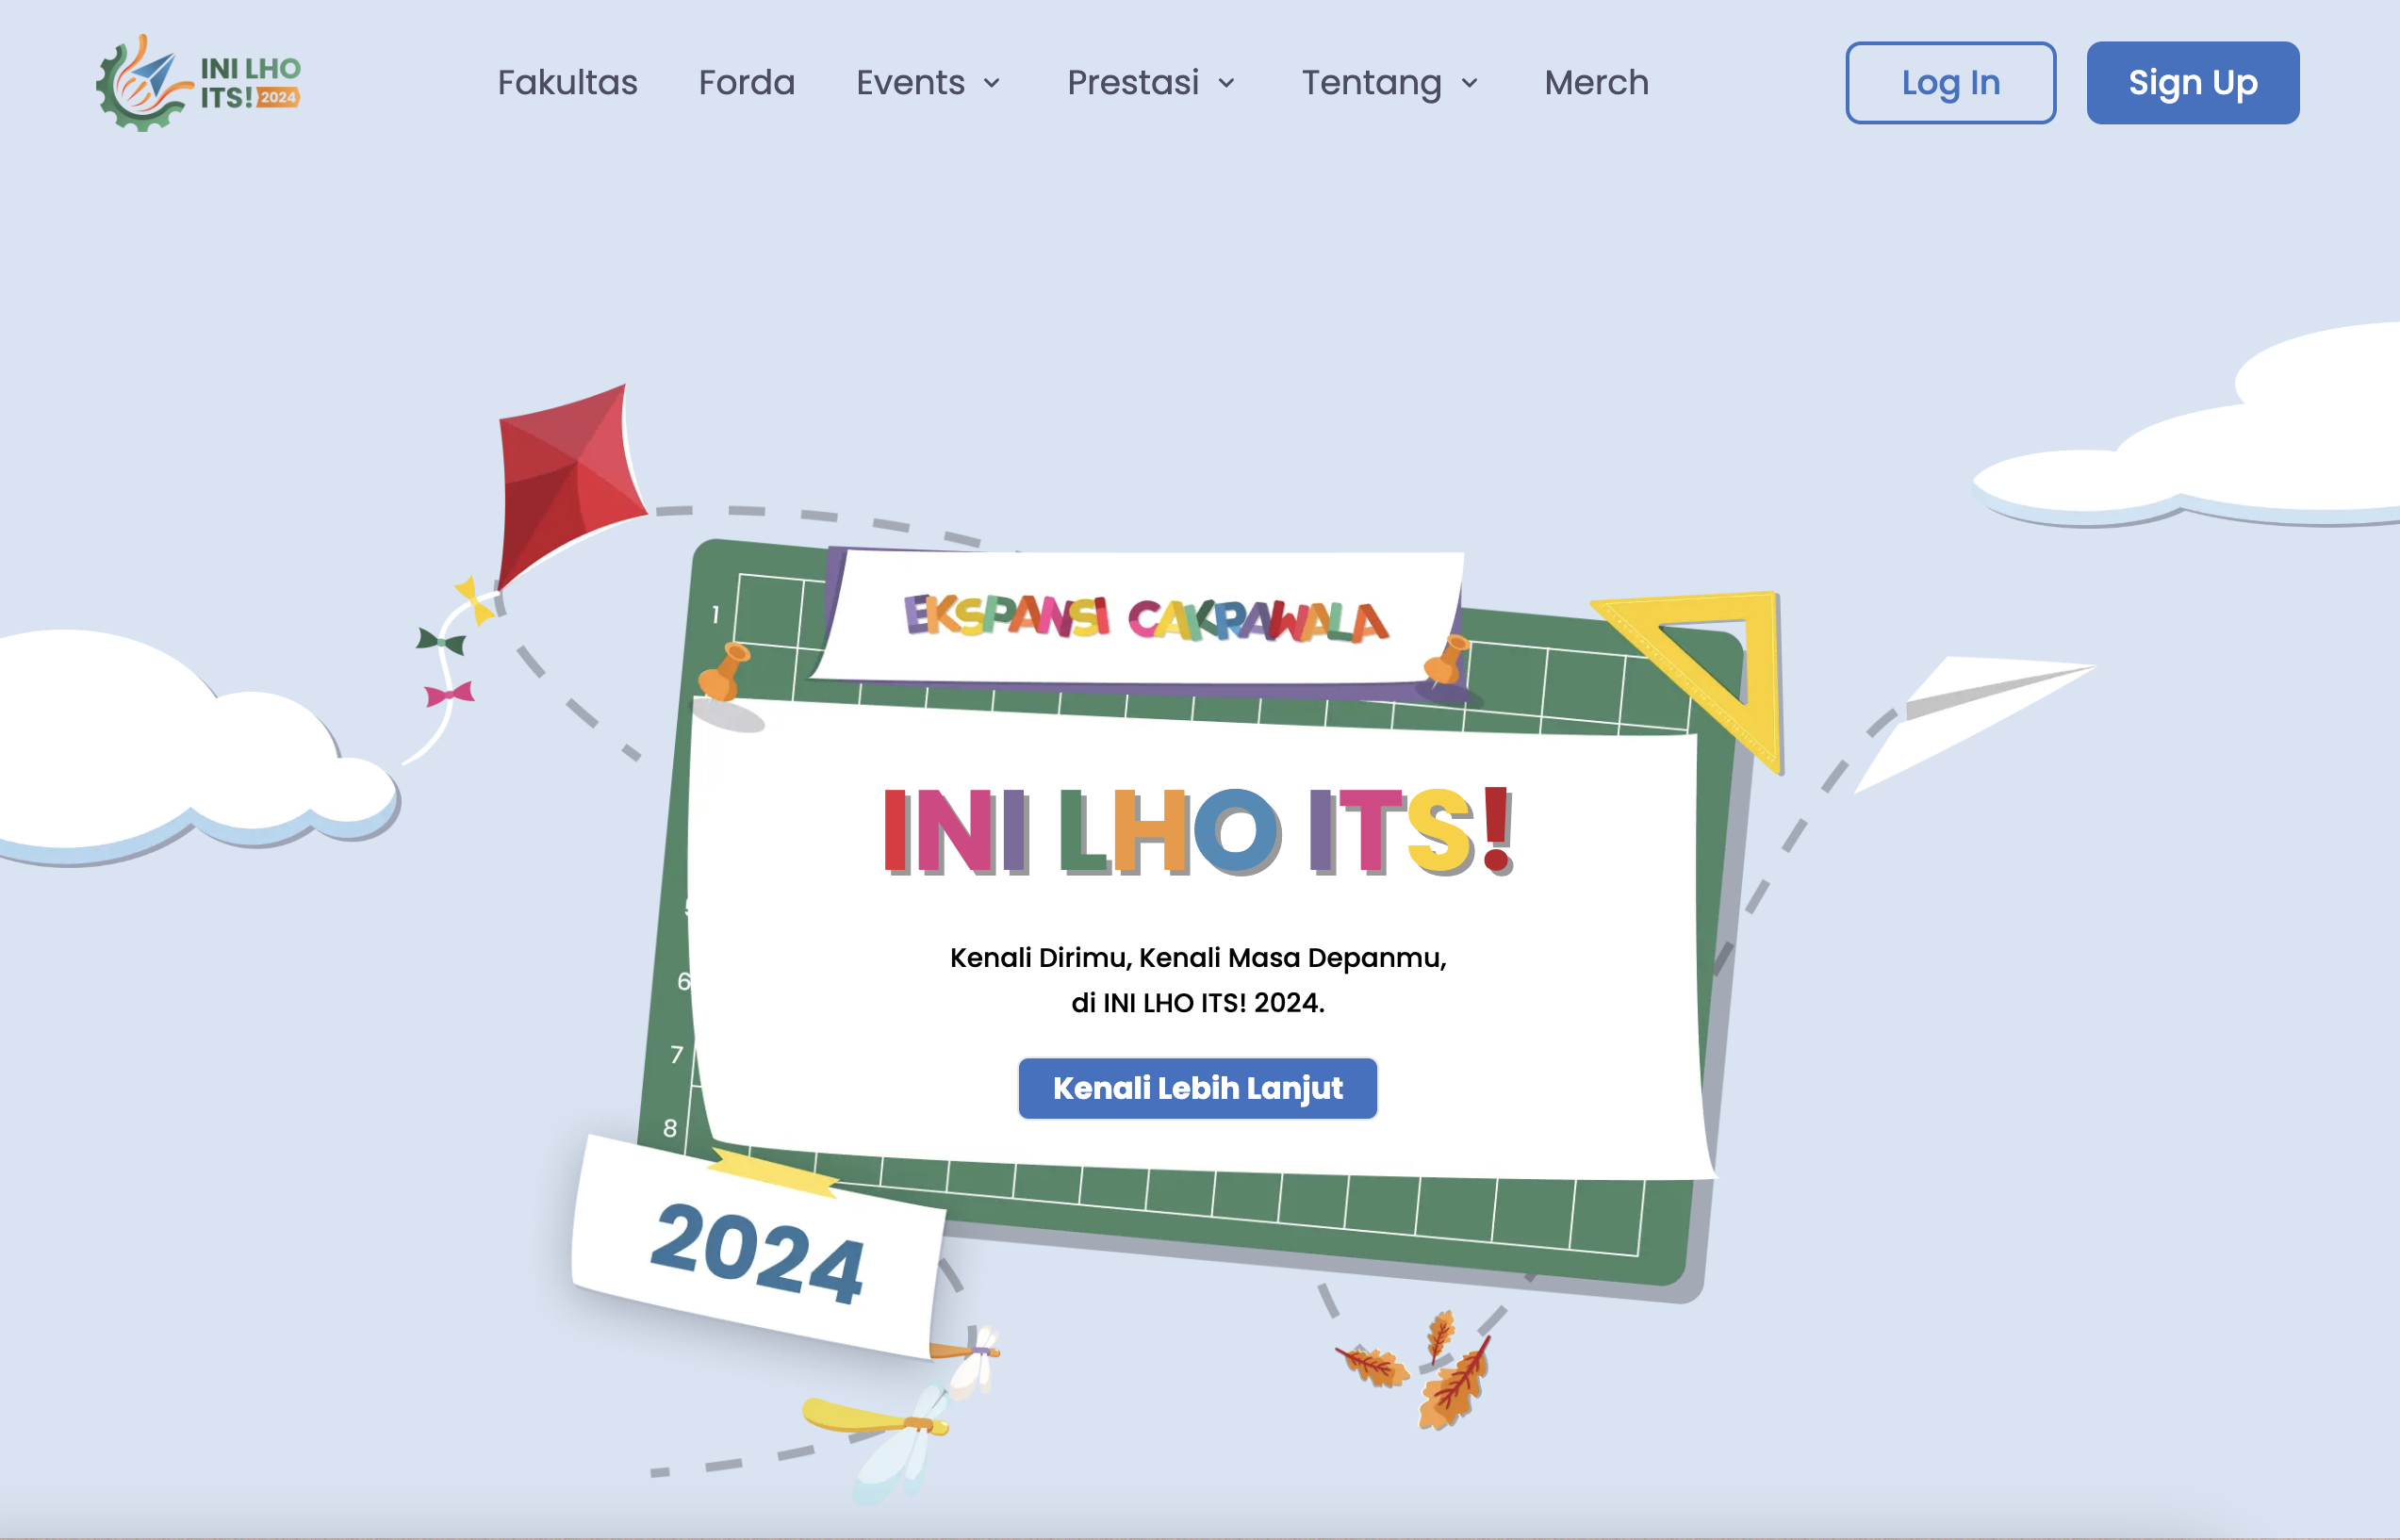 INI LHO
ITS! 2024
Fakultas
Forda
Events
Prestasi
Tentang
Merch
Log In
Sign Up
1
EKSPANSI CAKRAWALA
INI LHO ITS!
Kenali Dirimu, Kenali Masa Depanmu,
di INI LHO ITS! 2024.
Kenali Lebih Lanjut
6
7
8
2024